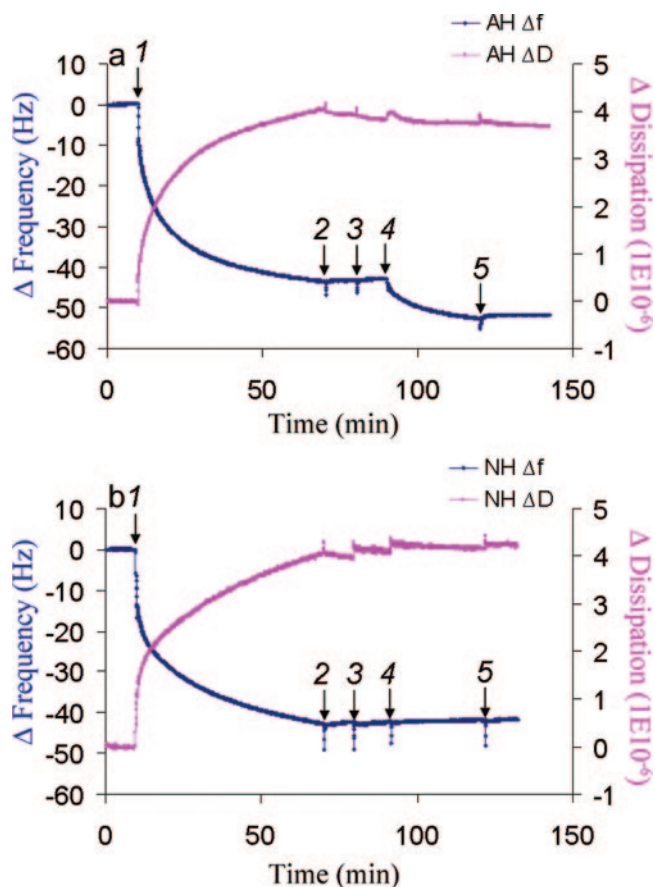 a 1
AH Δf
AH ΔD
10
0
-10
-20
-30
-40
-50
-60
Δ Frequency (Hz)
5
4
3
2
1
0
-1
Δ Dissipation (1E10-6)
2 3 4
5
0 50 100 150
Time (min)
b 1
NH Δf
NH ΔD
10
0
-10
-20
-30
-40
-50
-60
Δ Frequency (Hz)
5
4
3
2
1
0
-1
Δ Dissipation (1E10-6)
2 3 4 5
0 50 100 150
Time (min)